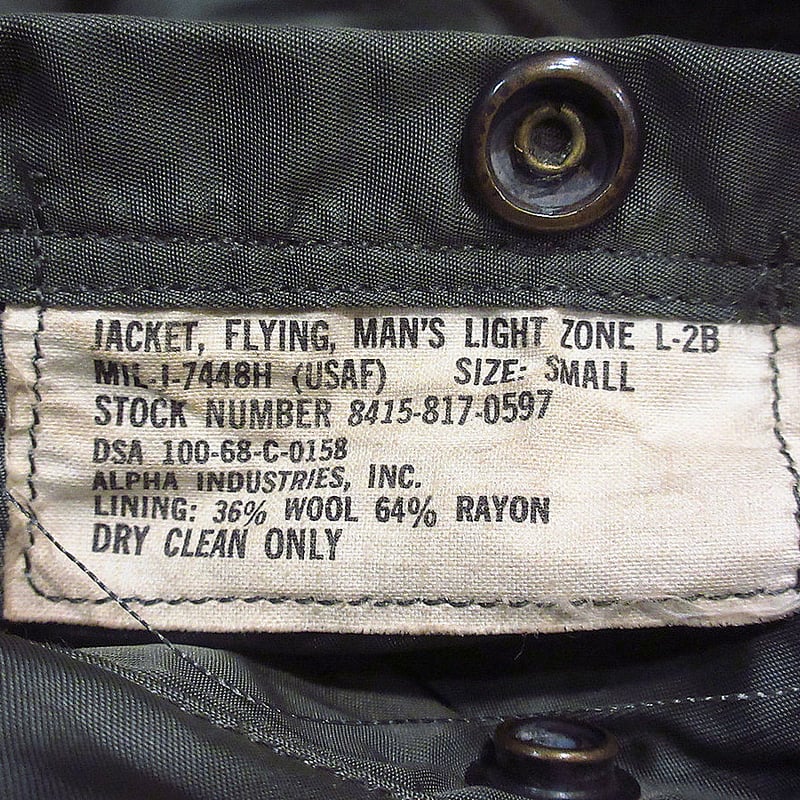 JACKET, FLYING, MAN'S LIGHT ZONE L-2B
MIL.I-7448H (USAF) SIZE: SMALL
STOCK NUMBER 8415-817-0597
DSA 100-68-C-0158
ALPHA INDUSTRIES, INC.
LINING: 36% WOOL 64% RAYON
DRY CLEAN ONLY